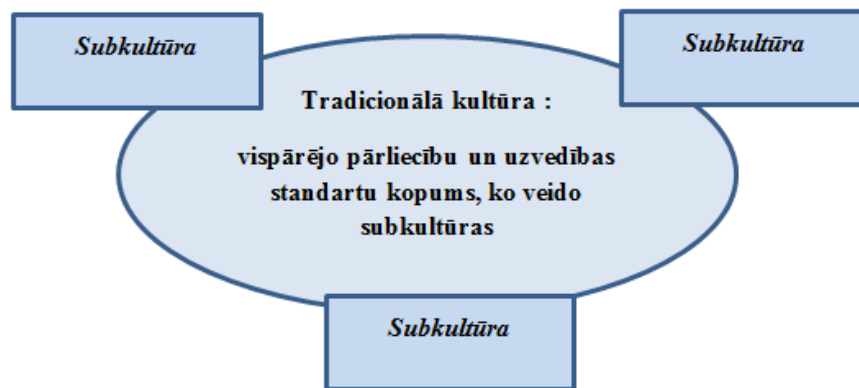 Subkultūra
Subkultūra
Tradicionālā kultūra :
vispārējo pārliecību un uzvedības
standartu kopums, ko veido
subkultūras
Subkultūra